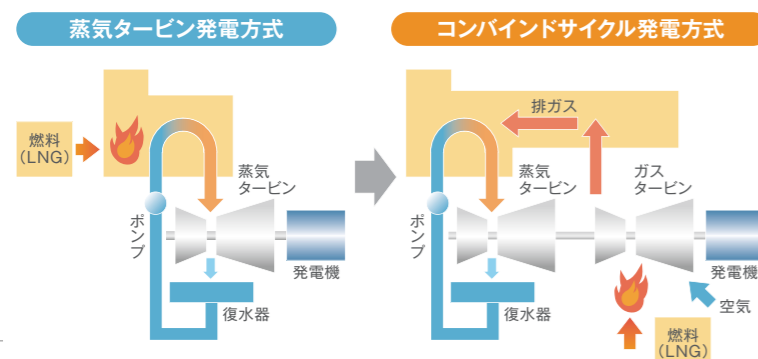 蒸気タービン発電方式
燃料
(LNG)
蒸気
タービン
ポンプ
発電機
復水器
コンバインドサイクル発電方式
排ガス
蒸気
タービン
ガス
タービン
ポンプ
発電機
空気
復水器
燃料
(LNG)